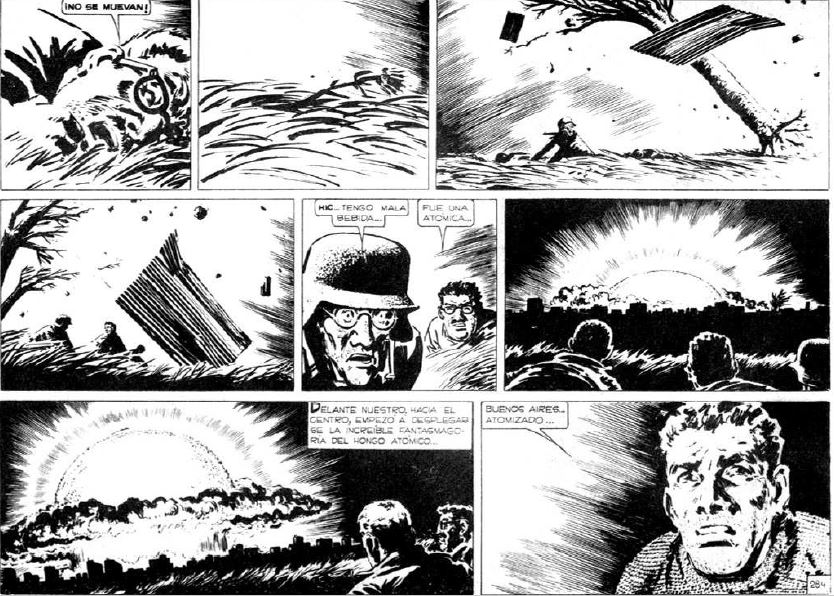 ¡NO SE MUEVAN!
HIC... TENGO MALA
BEBIDA...
FUE UNA
ATOMICA...
DELANTE NUESTRO, HACIA EL
CENTRO, EMPEZO A DESPLEGAR
SE LA INCREÍBLE FANTASMAGO-
RIA DEL HONGO ATOMICO...
BUENOS AIRES...
ATOMIZADO...
284